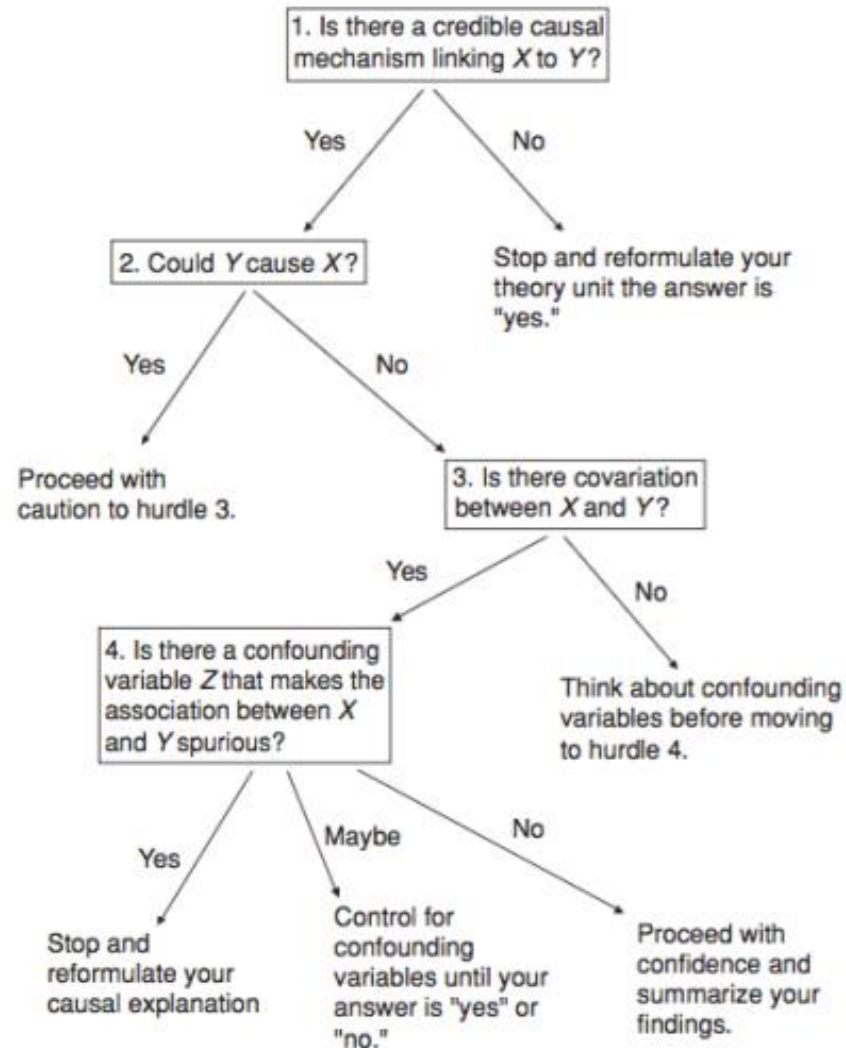 1. Is there a credible causal
mechanism linking X to Y?
Yes
No
2. Could Y cause X?
Stop and reformulate your
theory unit the answer is
"yes."
Yes
No
Proceed with
caution to hurdle 3.
3. Is there covariation
between X and Y?
Yes
No
4. Is there a confounding
variable Z that makes the
association between X
and Y spurious?
Think about confounding
variables before moving
to hurdle 4.
Yes
Maybe
No
Stop and
reformulate your
causal explanation
Control for
confounding
variables until your
answer is "yes" or
"no."
Proceed with
confidence and
summarize your
findings.